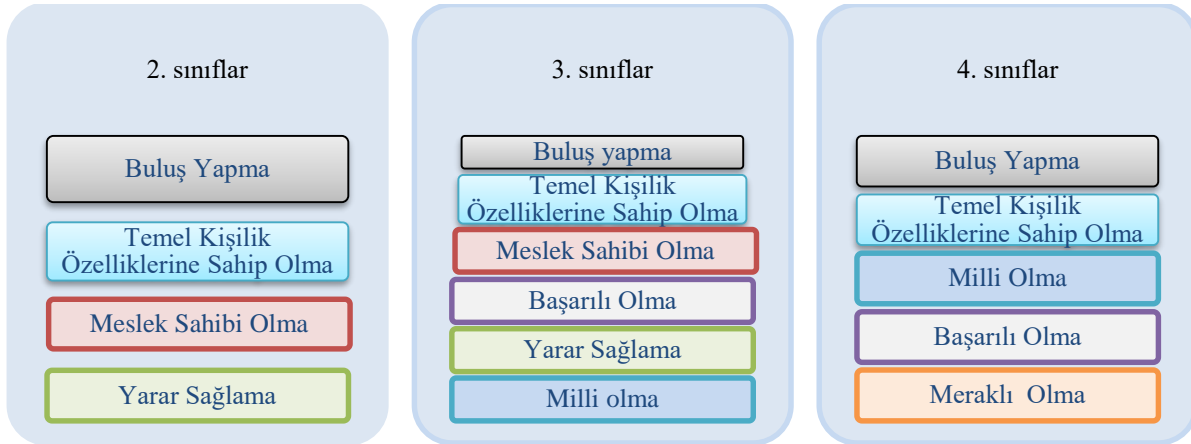 2. sınıflar
Buluş Yapma
Temel Kişilik
Özelliklerine Sahip Olma
Meslek Sahibi Olma
Yarar Sağlama
3. sınıflar
Buluş yapma
Temel Kişilik
Özelliklerine Sahip Olma
Meslek Sahibi Olma
Başarılı Olma
Yarar Sağlama
Milli olma
4. sınıflar
Buluş Yapma
Temel Kişilik
Özelliklerine Sahip Olma
Milli Olma
Başarılı Olma
Meraklı Olma